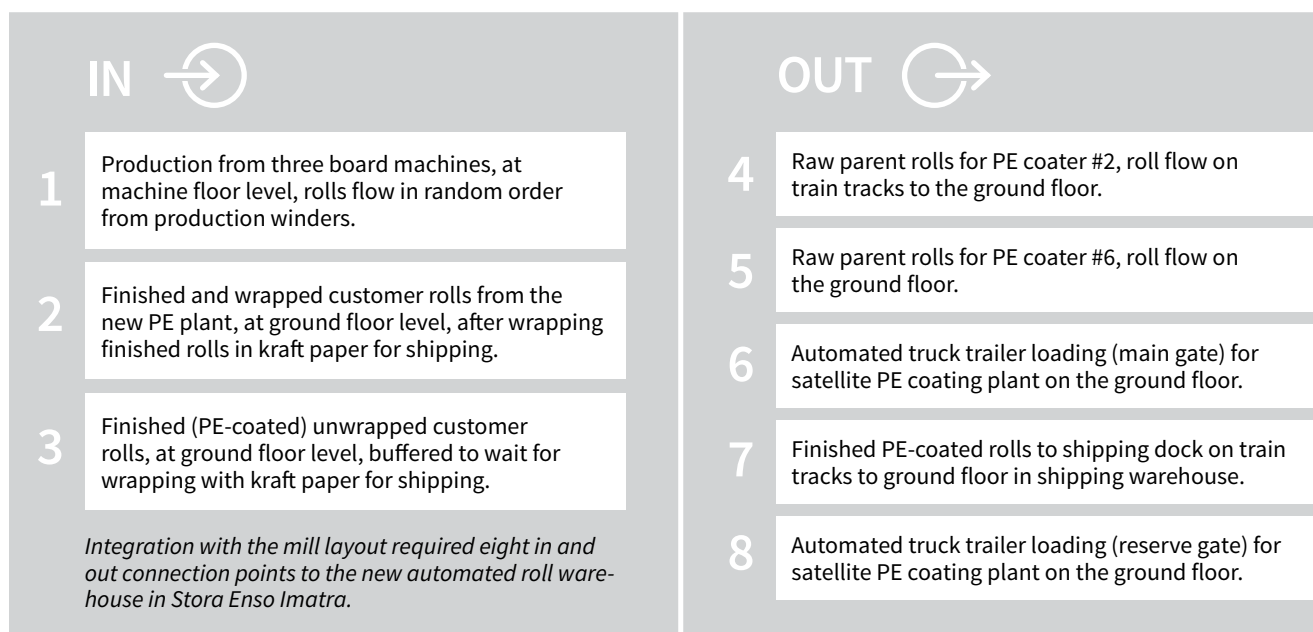 IN
1
Production from three board machines, at
machine floor level, rolls flow in random order
from production winders.
2
Finished and wrapped customer rolls from the
new PE plant, at ground floor level, after wrapping
finished rolls in kraft paper for shipping.
3
Finished (PE-coated) unwrapped customer
rolls, at ground floor level, buffered to wait for
wrapping with kraft paper for shipping.
Integration with the mill layout required eight in and
out connection points to the new automated roll ware-
house in Stora Enso Imatra.
OUT
4
Raw parent rolls for PE coater #2, roll flow on
train tracks to the ground floor.
5
Raw parent rolls for PE coater #6, roll flow on
the ground floor.
6
Automated truck trailer loading (main gate) for
satellite PE coating plant on the ground floor.
7
Finished PE-coated rolls to shipping dock on train
tracks to ground floor in shipping warehouse.
8
Automated truck trailer loading (reserve gate) for
satellite PE coating plant on the ground floor.